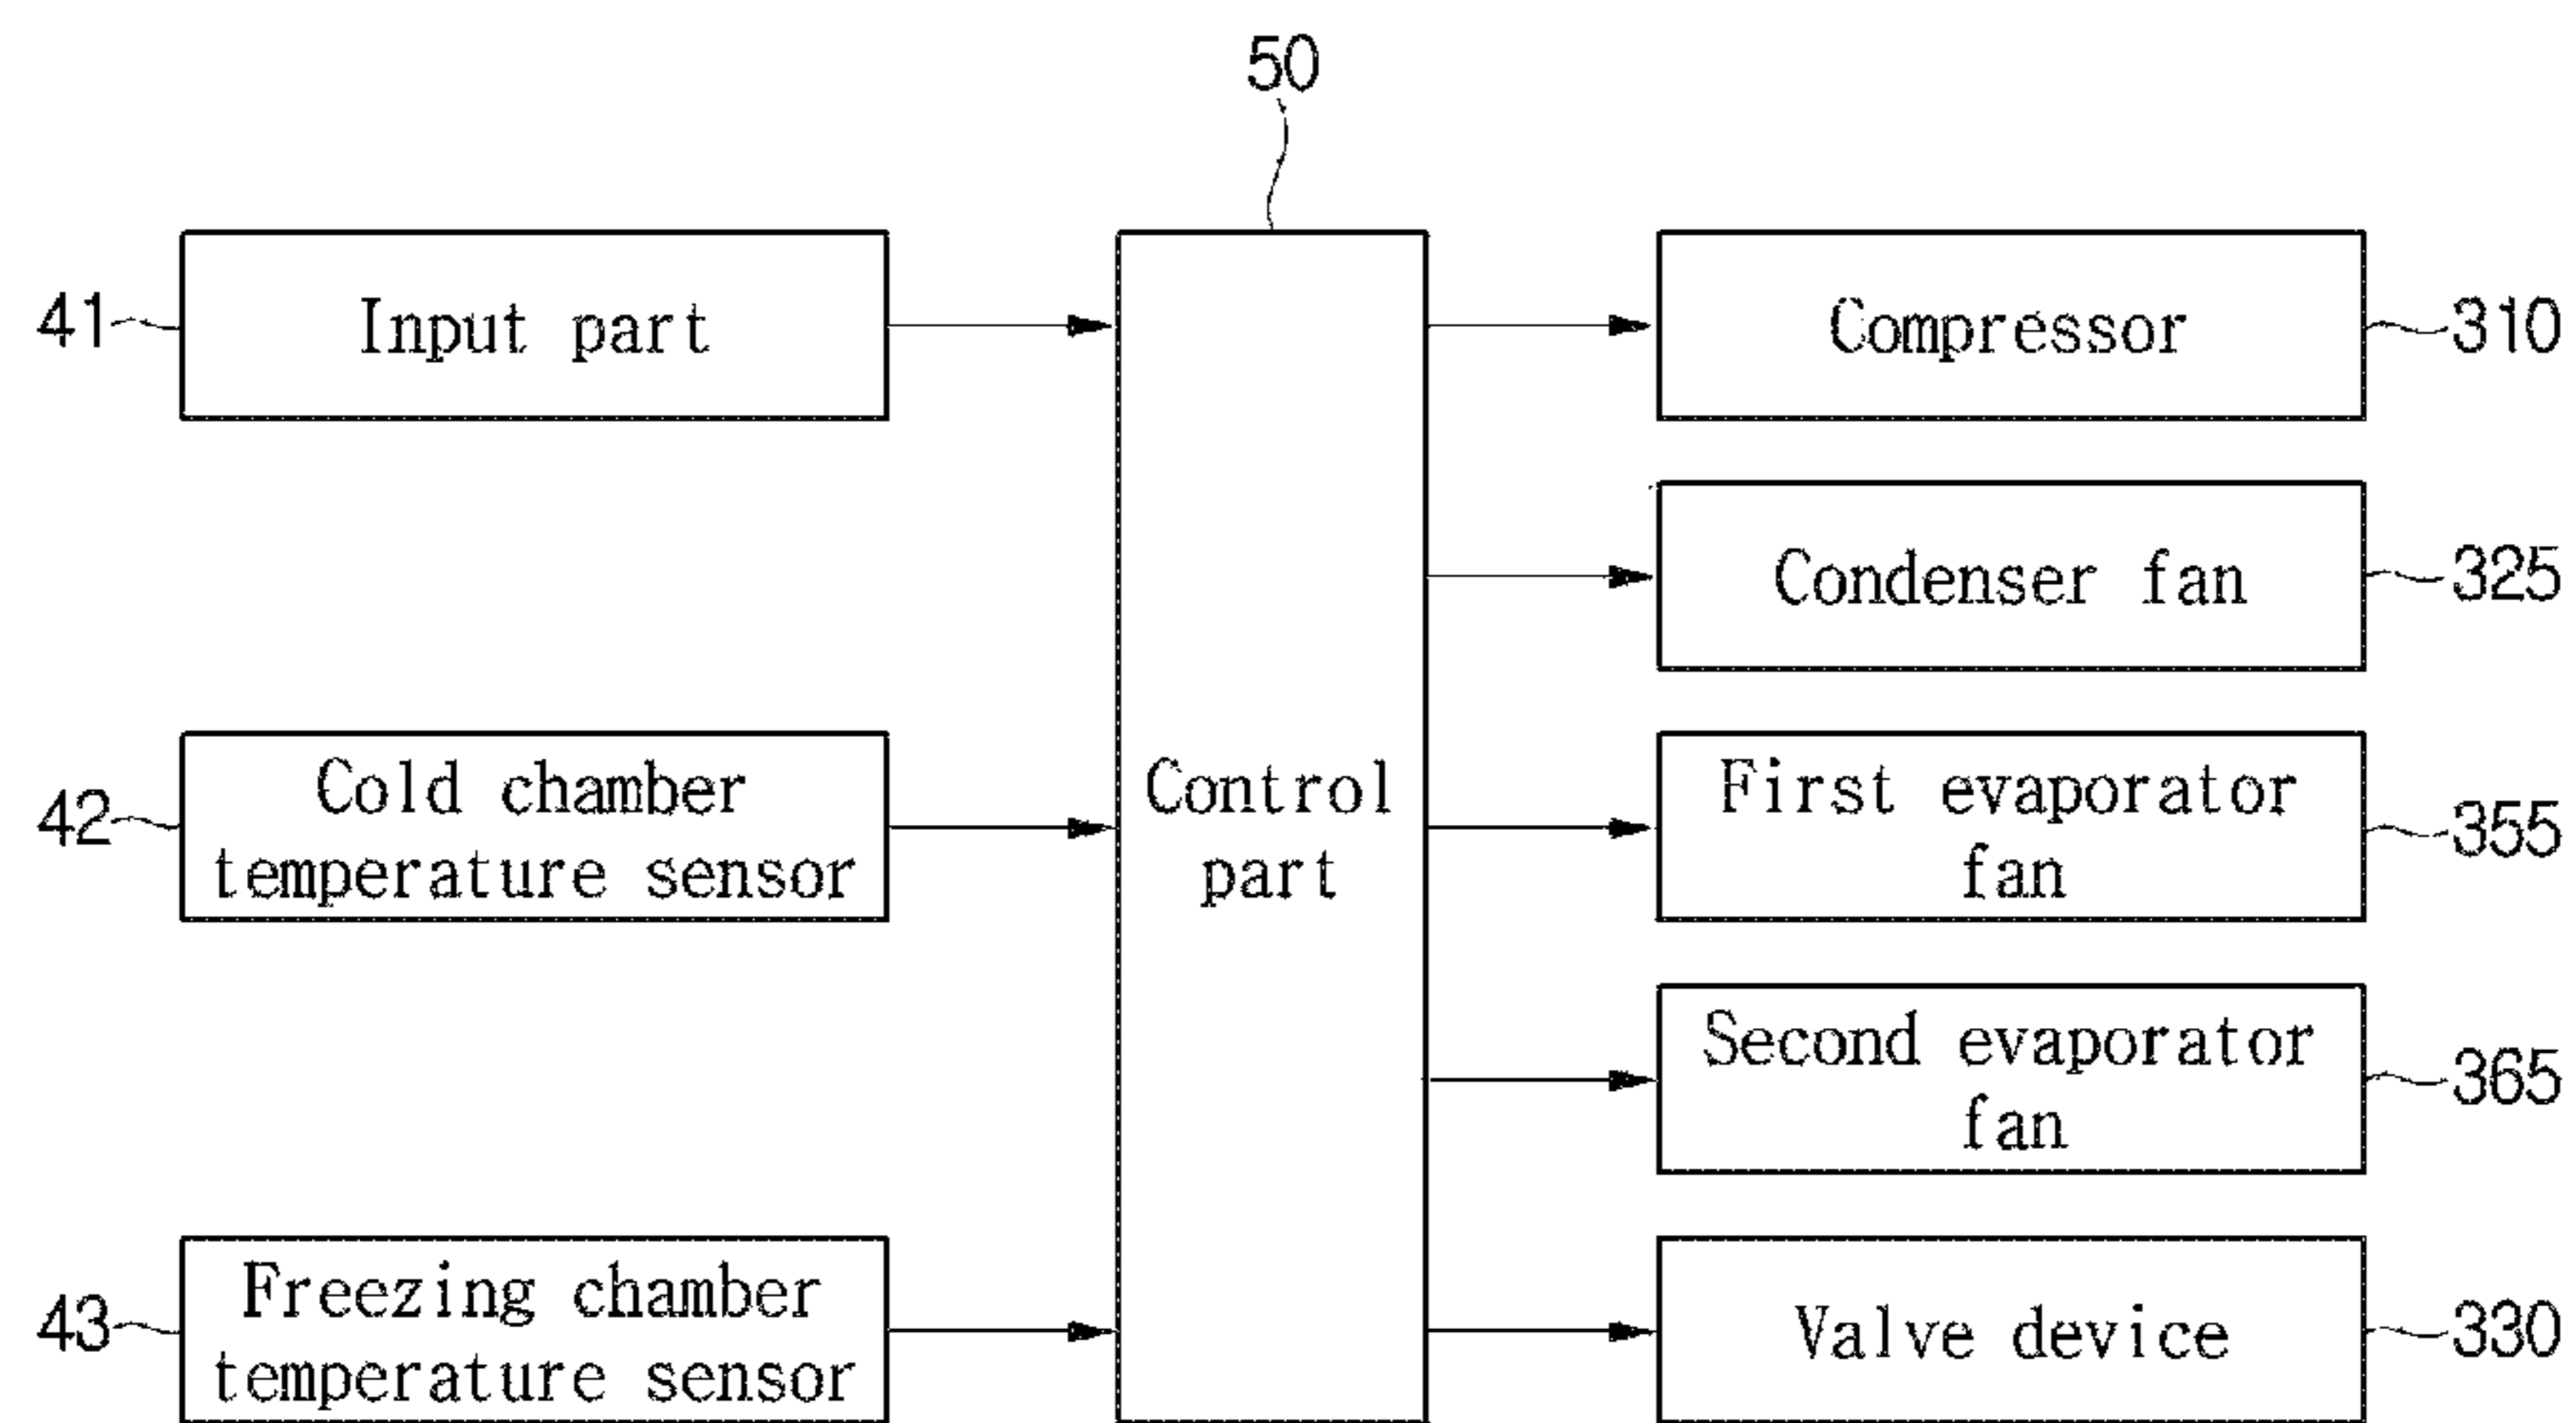 50
41
Input part
Compressor
310
Condenser fan
325
42
Cold chamber
temperature sensor
Control
part
First evaporator
fan
355
Second evaporator
fan
365
43
Freezing chamber
temperature sensor
Valve device
330